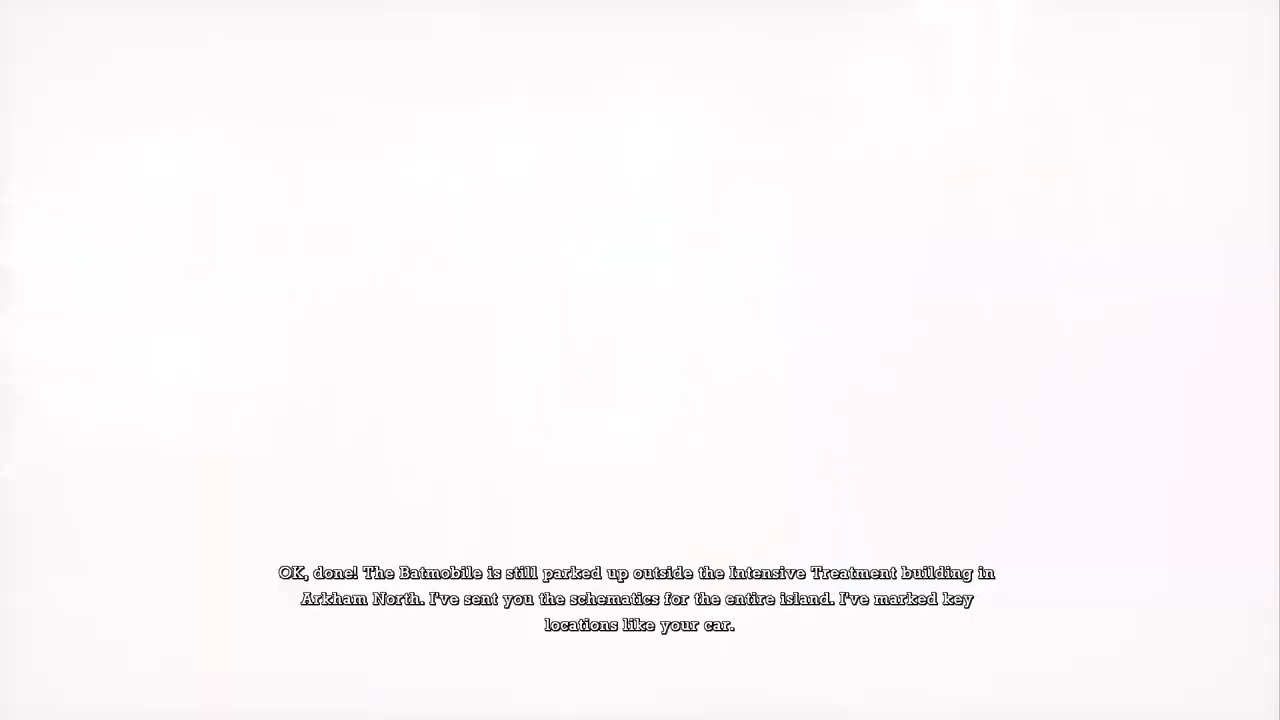 OK, done! The Batmobile is still parked up outside the Intensive Treatment building in
Arkham North. I've sent you the schematics for the entire island. I've marked key
locations like your car.